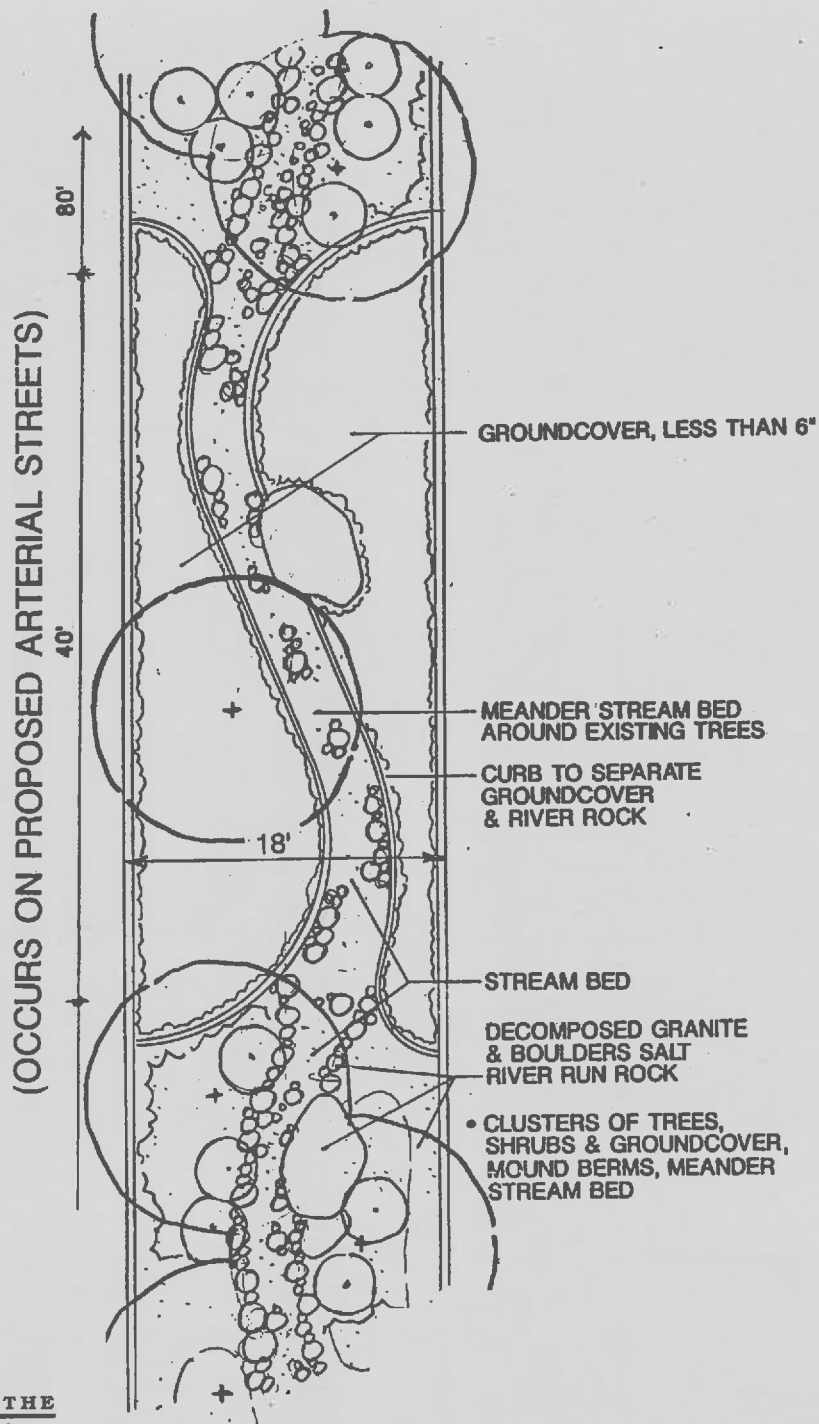 (OCCURS ON PROPOSED ARTERIAL STREETS)
80'
40'
GROUNDCOVER, LESS THAN 6"
MEANDER STREAM BED
AROUND EXISTING TREES
CURB TO SEPARATE
GROUNDCOVER
& RIVER ROCK
18'
STREAM BED
DECOMPOSED GRANITE
& BOULDERS SALT
RIVER RUN ROCK
• CLUSTERS OF TREES,
SHRUBS & GROUNDCOVER,
MOUND BERMS, MEANDER
STREAM BED
THE